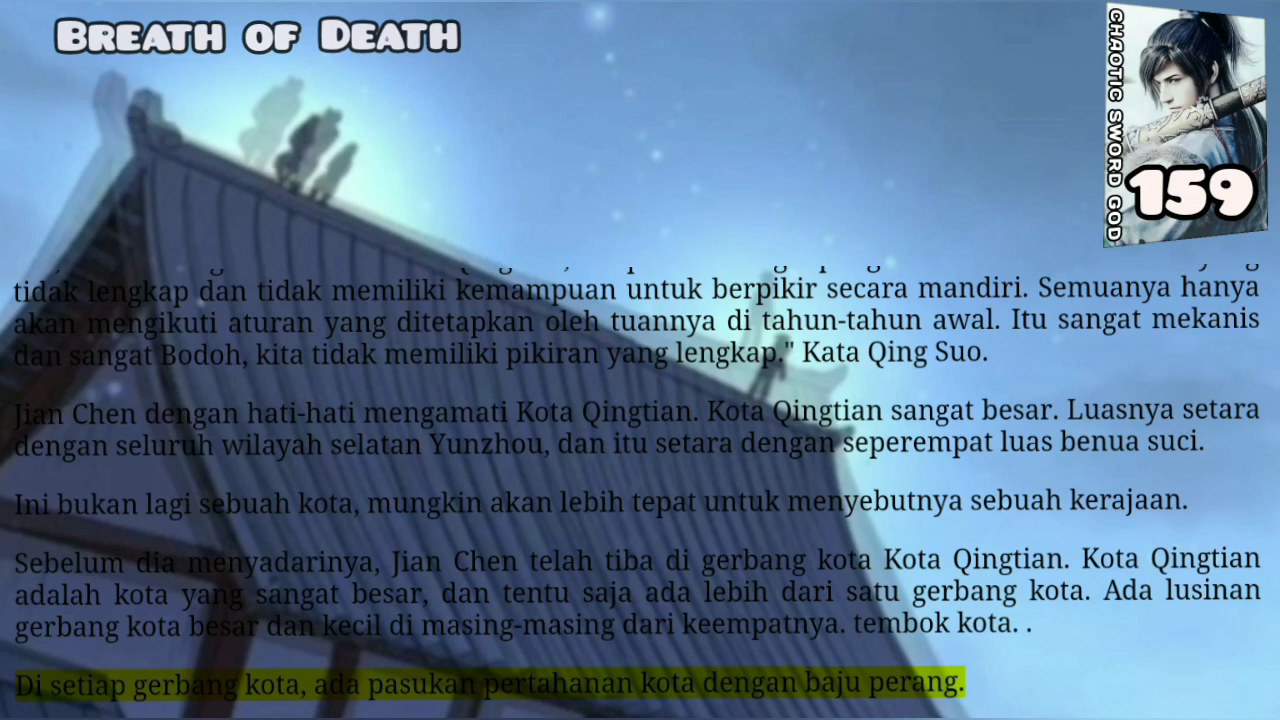 BREATH OF DEATH
CHAOTIC SWORD GOD
159
tidak lengkap dan tidak memiliki kemampuan untuk berpikir secara mandiri. Semuanya hanya
akan mengikuti aturan yang ditetapkan oleh tuannya di tahun-tahun awal. Itu sangat mekanis
dan sangat Bodoh, kita tidak memiliki pikiran yang lengkap." Kata Qing Suo.
Jian Chen dengan hati-hati mengamati Kota Qingtian. Kota Qingtian sangat besar. Luasnya setara
dengan seluruh wilayah selatan Yunzhou, dan itu setara dengan seperempat luas benua suci.
Ini bukan lagi sebuah kota, mungkin akan lebih tepat untuk menyebutnya sebuah kerajaan.
Sebelum dia menyadarinya, Jian Chen telah tiba di gerbang kota Kota Qingtian. Kota Qingtian
adalah kota yang sangat besar, dan tentu saja ada lebih dari satu gerbang kota. Ada lusinan
gerbang kota besar dan kecil di masing-masing dari keempatnya. tembok kota. .
Di setiap gerbang kota, ada pasukan pertahanan kota dengan baju perang.